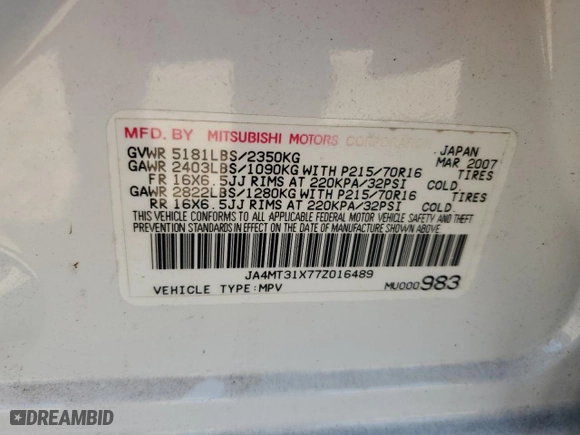 MFD. BY MITSUBISHI MOTORS CORPORATION
JAPAN
GVWR 5181LBS/2350KG MAR 2007
GAWR 2403LBS/1090KG WITH P215/70R16 TIRES
FR 16X6.5JJ RIMS AT 220KPA/32PSI COLD.
GAWR 2822LBS/1280KG WITH P215/70R16 TIRES
RR 16X6.5JJ RIMS AT 220KPA/32PSI COLD.
THIS VEHICLE CONFORMS TO ALL APPLICABLE FEDERAL MOTOR VEHICLE SAFETY AND THEFT
PREVENTION STANDARDS IN EFFECT ON THE DATE OF MANUFACTURE SHOWN ABOVE.
JA4MT31X77Z016489
VEHICLE TYPE:MPV MU000983
DREAMBID